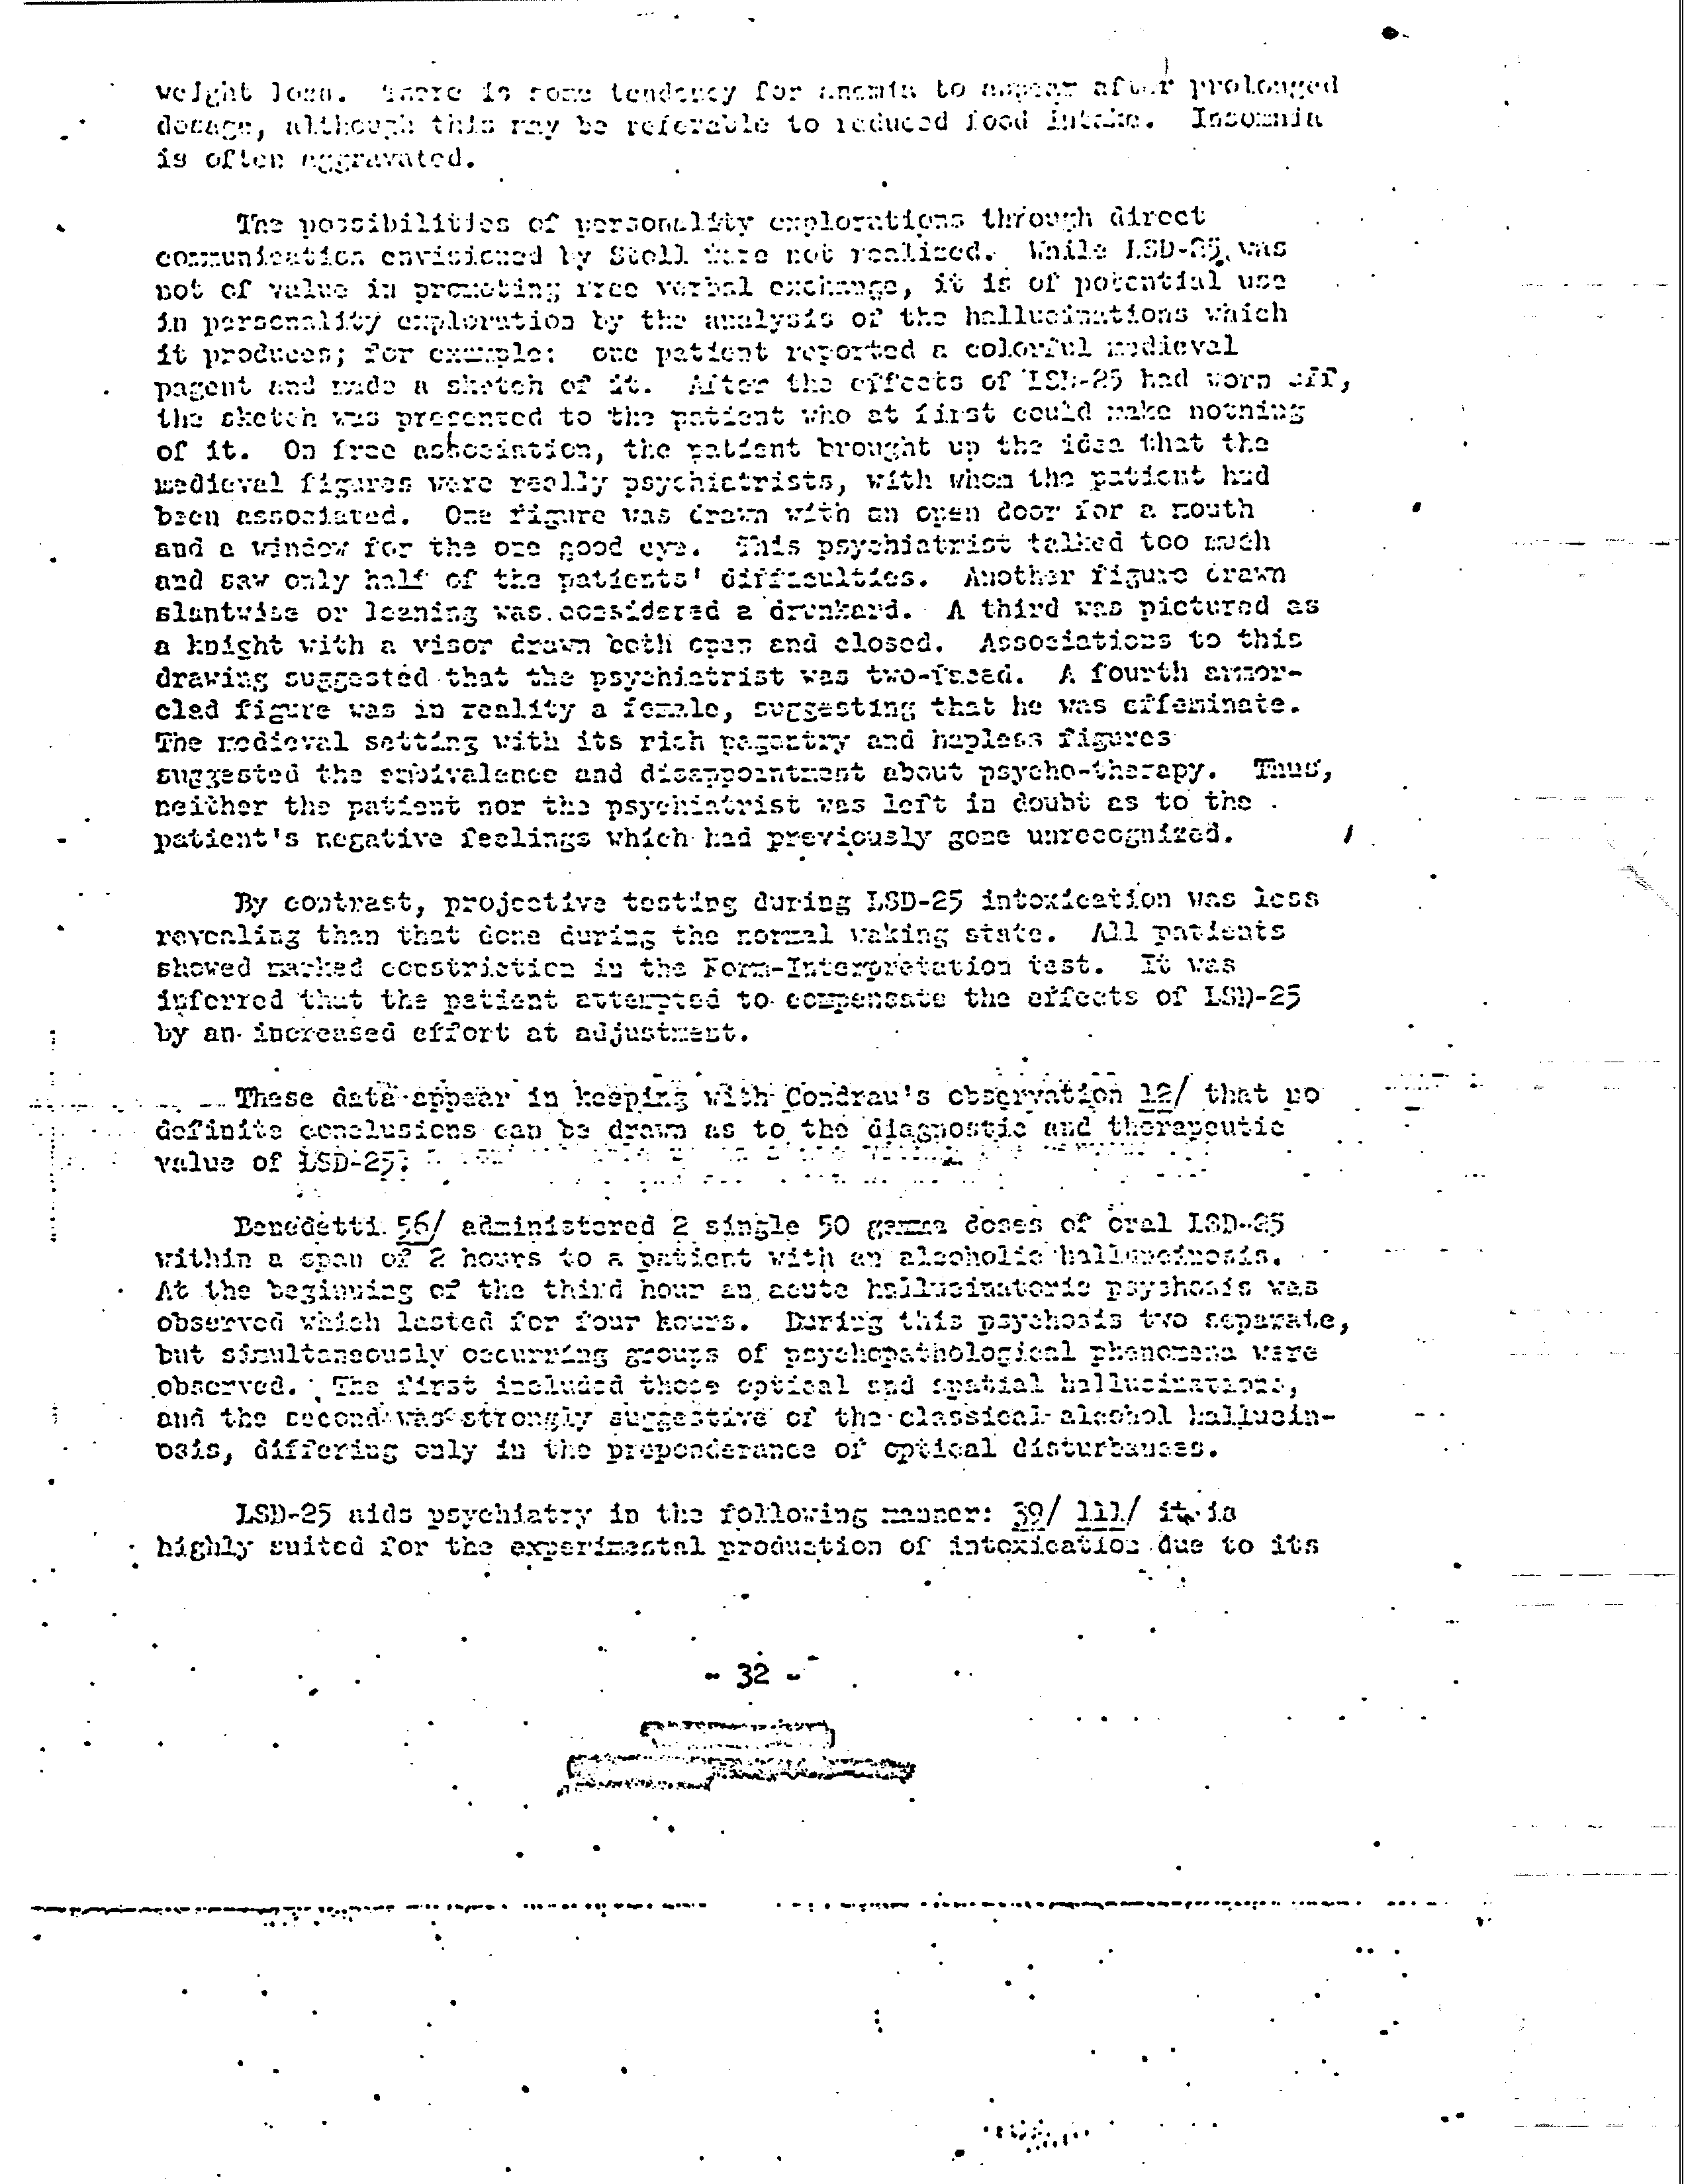 weight loss. There is some tendency for anemia to appear after prolonged
dosage, although this may be referable to reduced food intake. Insomnia
is often aggravated.
The possibilities of personality explorations through direct
communication envisioned by Stoll were not realized. While LSD-25 was
not of value in promoting free verbal exchange, it is of potential use
in personality exploration by the analysis of the hallucinations which
it produces; for example: one patient reported a colorful medieval
pagent and made a sketch of it. After the effects of LSD-25 had worn off,
the sketch was presented to the patient who at first could make nothing
of it. On free association, the patient brought up the idea that the
medieval figures were really psychiatrists, with whom the patient had
been associated. One figure was drawn with an open door for a mouth
and a window for the one good eye. This psychiatrist talked too much
and saw only half of the patients' difficulties. Another figure drawn
slantwise or leaning was considered a drunkard. A third was pictured as
a knight with a visor drawn both open and closed. Associations to this
drawing suggested that the psychiatrist was two-faced. A fourth armor-
clad figure was in reality a female, suggesting that he was effeminate.
The medieval setting with its rich pagentry and hapless figures
suggested the ambivalence and disappointment about psycho-therapy. Thus,
neither the patient nor the psychiatrist was left in doubt as to the
patient's negative feelings which had previously gone unrecognized.
By contrast, projective testing during LSD-25 intoxication was less
revealing than that done during the normal waking state. All patients
showed marked constriction in the Form-Interpretation test. It was
inferred that the patient attempted to compensate the effects of LSD-25
by an increased effort at adjustment.
These data appear in keeping with Condrau's observation 12/ that no
definite conclusions can be drawn as to the diagnostic and therapeutic
value of LSD-25.
Benedetti 56/ administered 2 single 50 gamma doses of oral LSD-25
within a span of 2 hours to a patient with an alcoholic hallucinosis.
At the beginning of the third hour an acute hallucinatoric psychosis was
observed which lasted for four hours. During this psychosis two separate,
but simultaneously occurring groups of psychopathological phenomena were
observed. The first included those optical and spatial hallucinations,
and the second was strongly suggestive of the classical alcohol hallucin-
osis, differing only in the preponderance of optical disturbances.
LSD-25 aids psychiatry in the following manner: 39/ 111/ it is
highly suited for the experimental production of intoxication due to its
- 32 -